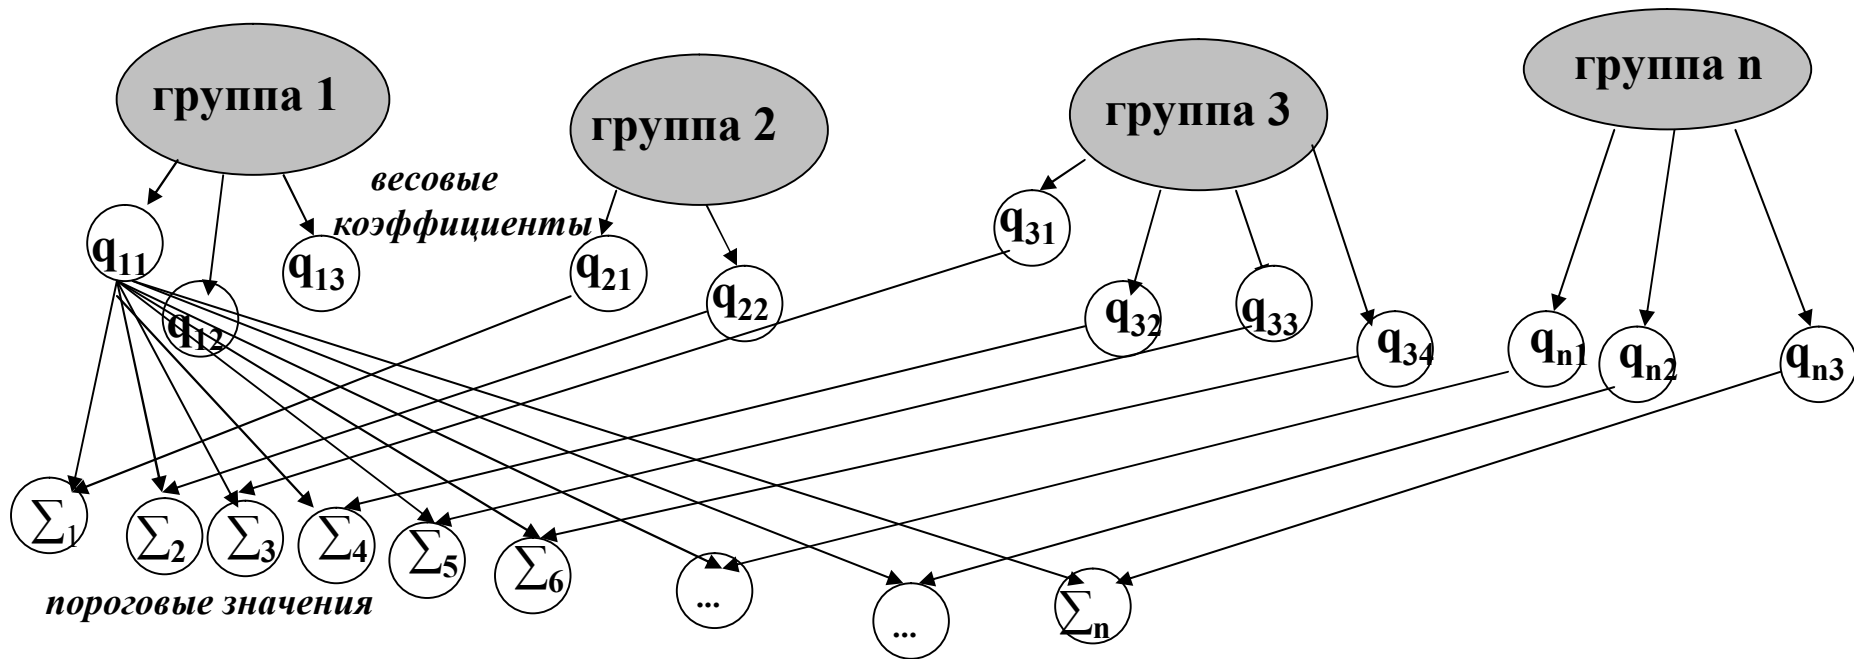 группа 1
группа 2
группа 3
группа n
весовые
коэффициенты
q11
q12
q13
q21
q22
q31
q32
q33
q34
qn1
qn2
qn3
∑1
∑2
∑3
∑4
∑5
∑6
...
...
∑n
пороговые значения